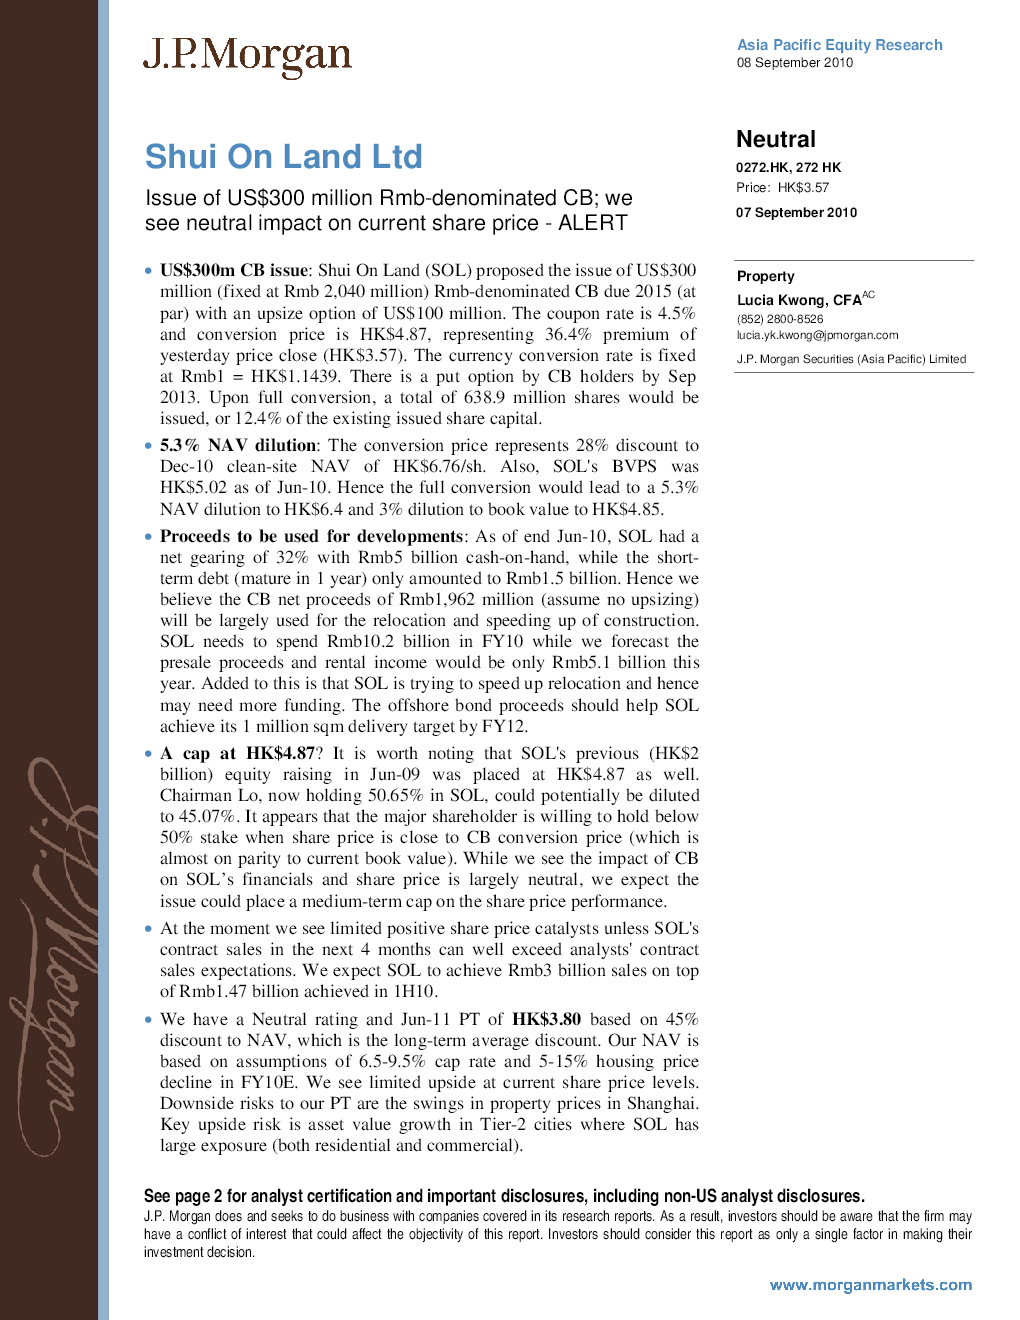 J.P.Morgan
Asia Pacific Equity Research
08 September 2010
Shui On Land Ltd
Issue of US$300 million Rmb-denominated CB; we
see neutral impact on current share price - ALERT
Neutral
0272.HK, 272 HK
Price: HK$3.57
07 September 2010
Property
Lucia Kwong, CFA AC
(852) 2800-8526
lucia.yk.kwong@jpmorgan.com
J.P. Morgan Securities (Asia Pacific) Limited
• US$300m CB issue: Shui On Land (SOL) proposed the issue of US$300
million (fixed at Rmb 2,040 million) Rmb-denominated CB due 2015 (at
par) with an upsize option of US$100 million. The coupon rate is 4.5%
and conversion price is HK$4.87, representing 36.4% premium of
yesterday price close (HK$3.57). The currency conversion rate is fixed
at Rmb1 = HK$1.1439. There is a put option by CB holders by Sep
2013. Upon full conversion, a total of 638.9 million shares would be
issued, or 12.4% of the existing issued share capital.
• 5.3% NAV dilution: The conversion price represents 28% discount to
Dec-10 clean-site NAV of HK$6.76/sh. Also, SOL's BVPS was
HK$5.02 as of Jun-10. Hence the full conversion would lead to a 5.3%
NAV dilution to HK$6.4 and 3% dilution to book value to HK$4.85.
• Proceeds to be used for developments: As of end Jun-10, SOL had a
net gearing of 32% with Rmb5 billion cash-on-hand, while the short-
term debt (mature in 1 year) only amounted to Rmb1.5 billion. Hence we
believe the CB net proceeds of Rmb1,962 million (assume no upsizing)
will be largely used for the relocation and speeding up of construction.
SOL needs to spend Rmb10.2 billion in FY10 while we forecast the
presale proceeds and rental income would be only Rmb5.1 billion this
year. Added to this is that SOL is trying to speed up relocation and hence
may need more funding. The offshore bond proceeds should help SOL
achieve its 1 million sqm delivery target by FY12.
• A cap at HK$4.87? It is worth noting that SOL's previous (HK$2
billion) equity raising in Jun-09 was placed at HK$4.87 as well.
Chairman Lo, now holding 50.65% in SOL, could potentially be diluted
to 45.07%. It appears that the major shareholder is willing to hold below
50% stake when share price is close to CB conversion price (which is
almost on parity to current book value). While we see the impact of CB
on SOL’s financials and share price is largely neutral, we expect the
issue could place a medium-term cap on the share price performance.
• At the moment we see limited positive share price catalysts unless SOL's
contract sales in the next 4 months can well exceed analysts' contract
sales expectations. We expect SOL to achieve Rmb3 billion sales on top
of Rmb1.47 billion achieved in 1H10.
• We have a Neutral rating and Jun-11 PT of HK$3.80 based on 45%
discount to NAV, which is the long-term average discount. Our NAV is
based on assumptions of 6.5-9.5% cap rate and 5-15% housing price
decline in FY10E. We see limited upside at current share price levels.
Downside risks to our PT are the swings in property prices in Shanghai.
Key upside risk is asset value growth in Tier-2 cities where SOL has
large exposure (both residential and commercial).
J.P. Morgan
See page 2 for analyst certification and important disclosures, including non-US analyst disclosures.
J.P. Morgan does and seeks to do business with companies covered in its research reports. As a result, investors should be aware that the firm may
have a conflict of interest that could affect the objectivity of this report. Investors should consider this report as only a single factor in making their
investment decision.
www.morganmarkets.com